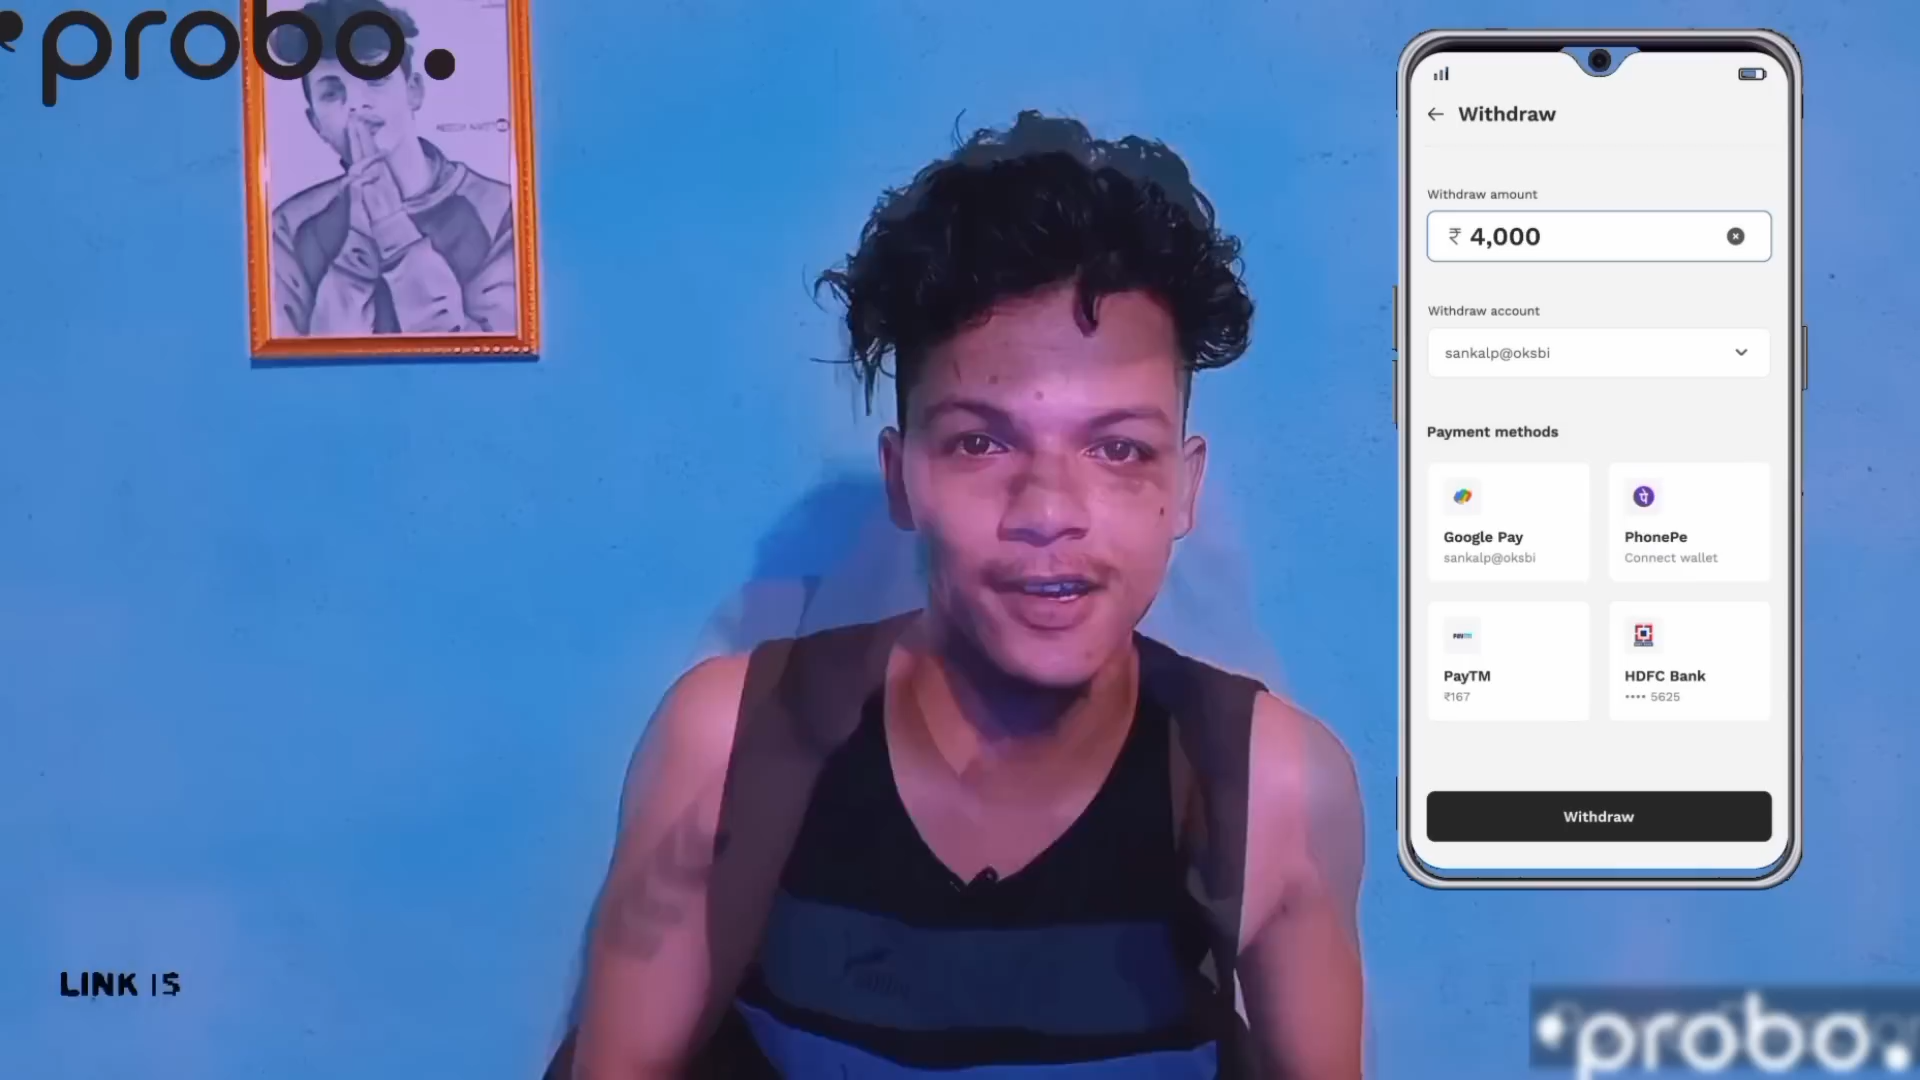 probo.
Withdraw
Withdraw amount
₹ 4,000
Withdraw account
sankalp@oksbi
Payment methods
Google Pay
sankalp@oksbi
PhonePe
Connect wallet
PayTM
₹167
HDFC Bank
•••• 5625
Withdraw
LINK IS
probo.